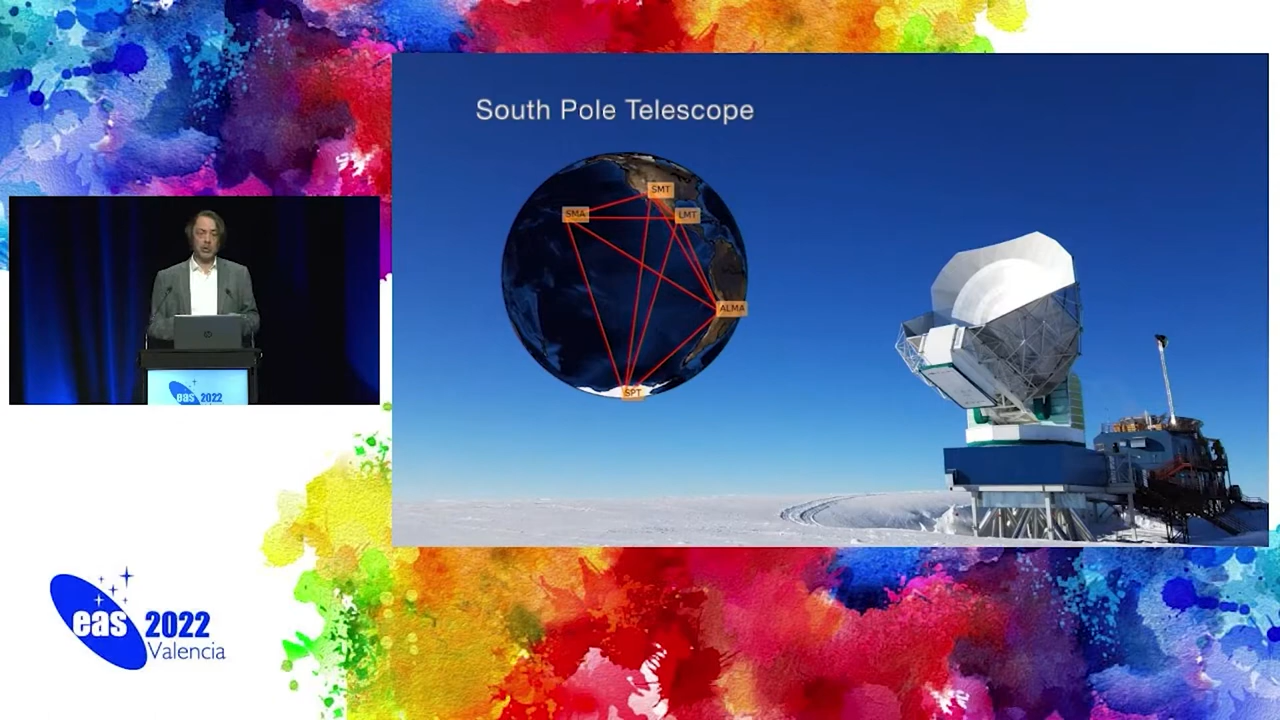 South Pole Telescope
SMT
SMA
LMT
ALMA
SPT
eas 2022
eas 2022
Valencia